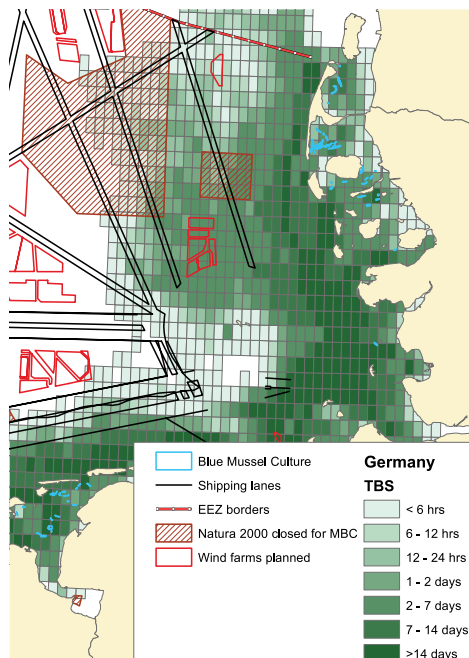 Blue Mussel Culture
Shipping lanes
EEZ borders
Natura 2000 closed for MBC
Wind farms planned
Germany
TBS
< 6 hrs
6 - 12 hrs
12 - 24 hrs
1 - 2 days
2 - 7 days
7 - 14 days
>14 days